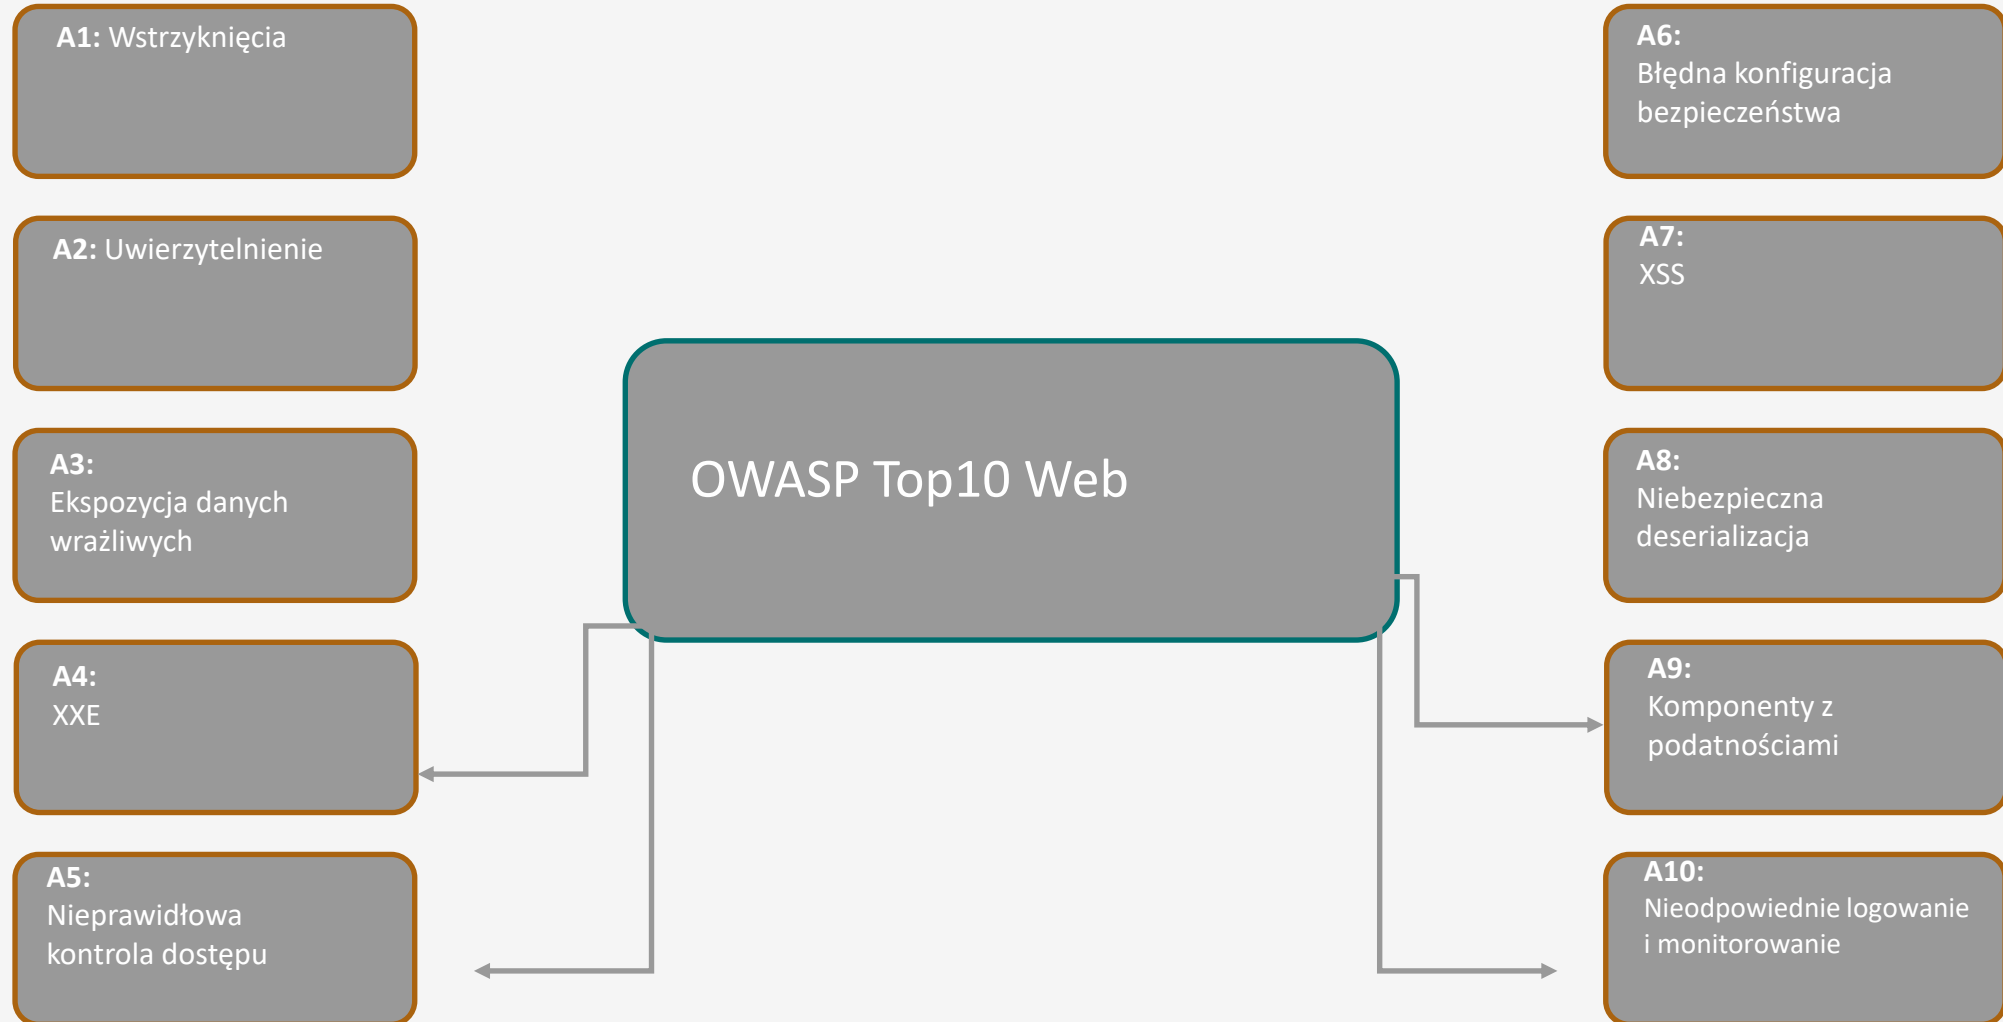 A1: Wstrzyknięcia
A2: Uwierzytelnienie
A3:
Ekspozycja danych
wrażliwych
A4:
XXE
A5:
Nieprawidłowa
kontrola dostępu
OWASP Top10 Web
A6:
Błędna konfiguracja
bezpieczeństwa
A7:
XSS
A8:
Niebezpieczna
deserializacja
A9:
Komponenty z
podatnościami
A10:
Nieodpowiednie logowanie
i monitorowanie